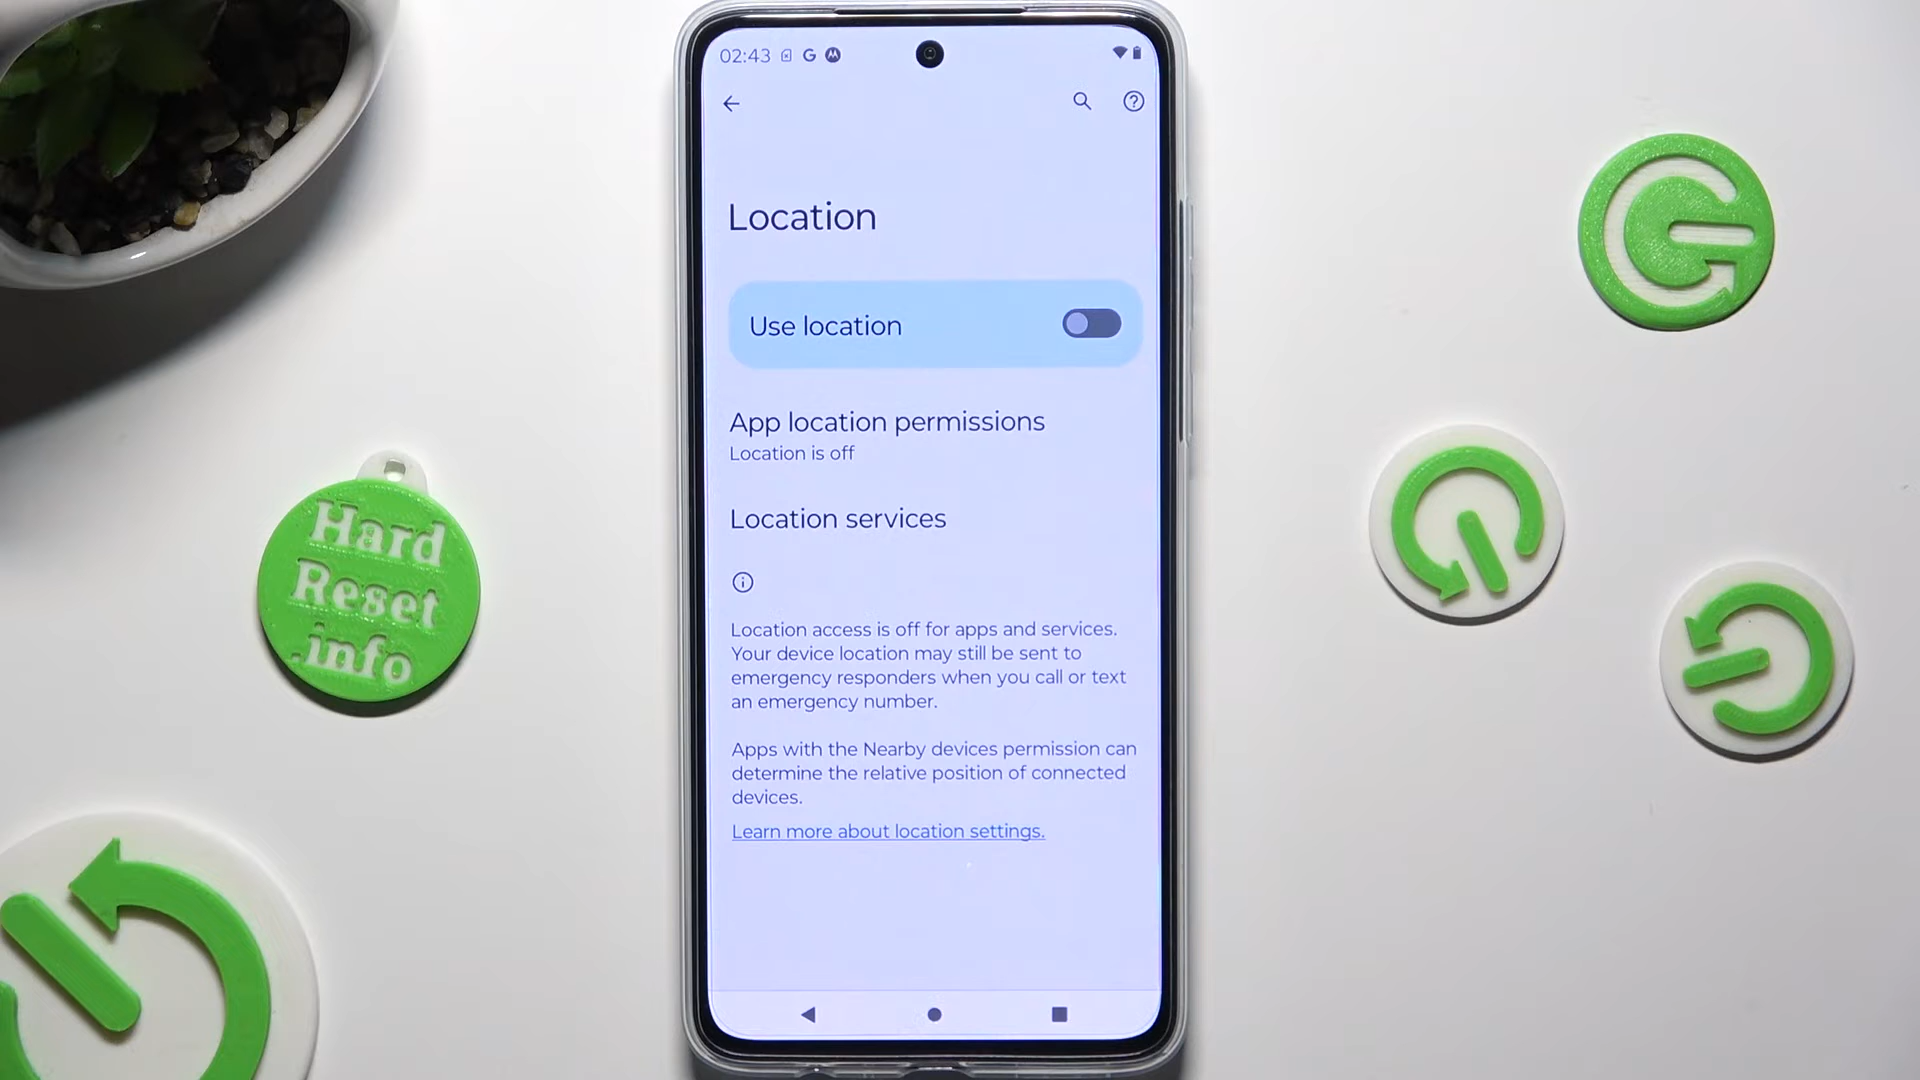 02:43
Location
Use location
App location permissions
Location is off
Location services
Location access is off for apps and services.
Your device location may still be sent to
emergency responders when you call or text
an emergency number.
Apps with the Nearby devices permission can
determine the relative position of connected
devices.
Learn more about location settings.
Hard
Reset
.info